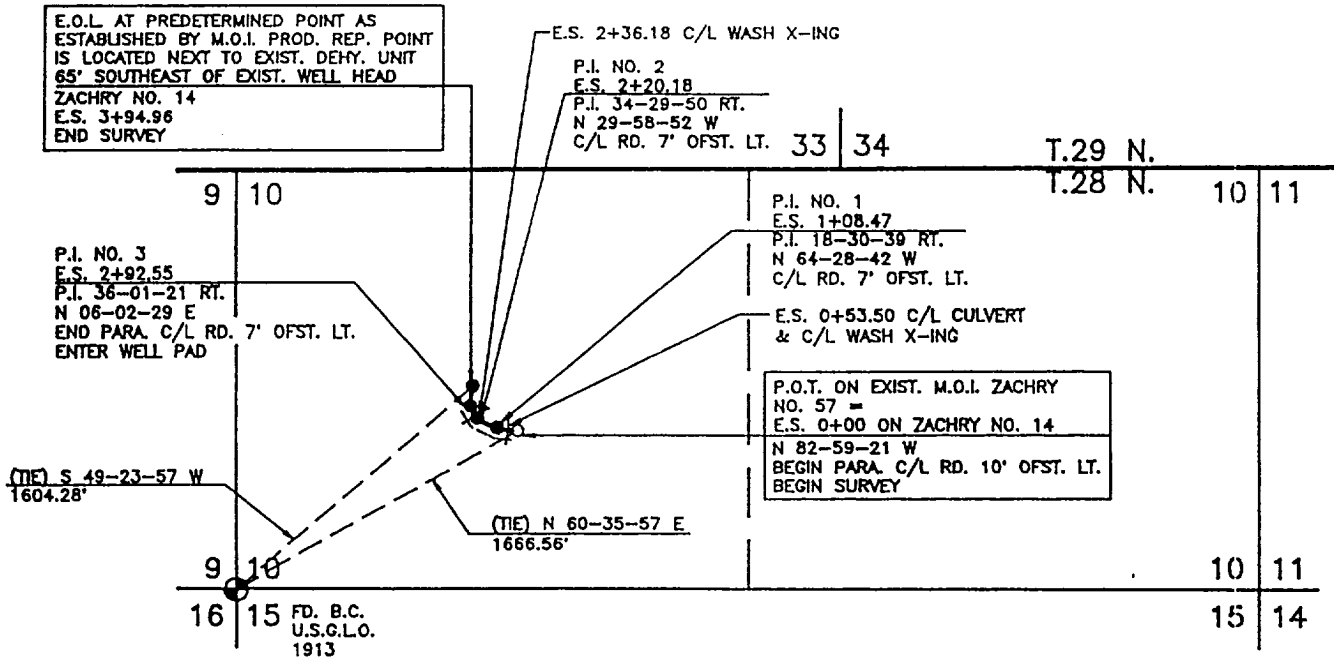 E.O.L. AT PREDETERMINED POINT AS
ESTABLISHED BY M.O.I. PROD. REP. POINT
IS LOCATED NEXT TO EXIST. DEHY. UNIT
65' SOUTHEAST OF EXIST. WELL HEAD
ZACHRY NO. 14
E.S. 3+94.96
END SURVEY
E.S. 2+36.18 C/L WASH X-ING
P.I. NO. 2
E.S. 2+20.18
P.I. 34-29-50 RT.
N 29-58-52 W
C/L RD. 7' OFST. LT.
33 34
T.29 N.
T.28 N.
9 10
10 11
P.I. NO. 1
E.S. 1+08.47
P.I. 18-30-39 RT.
N 64-28-42 W
C/L RD. 7' OFST. LT.
P.I. NO. 3
E.S. 2+92.55
P.I. 36-01-21 RT.
N 06-02-29 E
END PARA. C/L RD. 7' OFST. LT.
ENTER WELL PAD
E.S. 0+53.50 C/L CULVERT
& C/L WASH X-ING
P.O.T. ON EXIST. M.O.I. ZACHRY
NO. 57 =
E.S. 0+00 ON ZACHRY NO. 14
N 82-59-21 W
BEGIN PARA. C/L RD. 10' OFST. LT.
BEGIN SURVEY
(TIE) S 49-23-57 W
1604.28'
(TIE) N 60-35-57 E
1666.56'
9 10
10 11
16 15
FD. B.C.
U.S.G.L.O.
1913
15 14